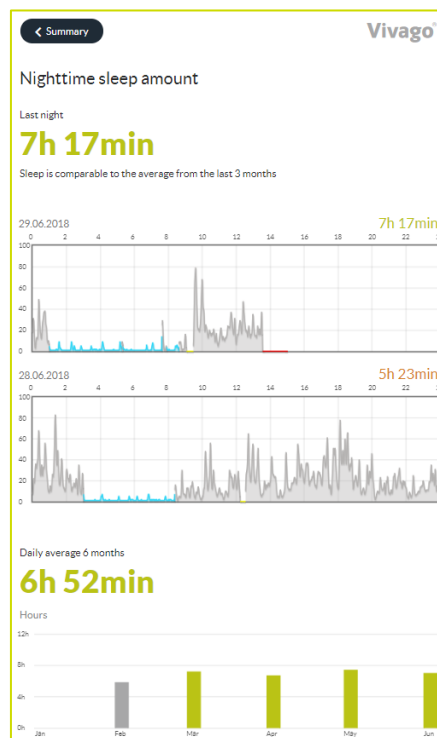 Summary
Vivago
Nighttime sleep amount
Last night
7h 17min
Sleep is comparable to the average from the last 3 months
29.06.2018 7h 17min
0 2 4 6 8 10 12 14 16 18 20 22
100
80
60
40
20
0
28.06.2018 5h 23min
0 2 4 6 8 10 12 14 16 18 20 22
100
80
60
40
20
0
Daily average 6 months
6h 52min
Hours
12h
8h
4h
0h
Jan Feb Mar Apr May Jun